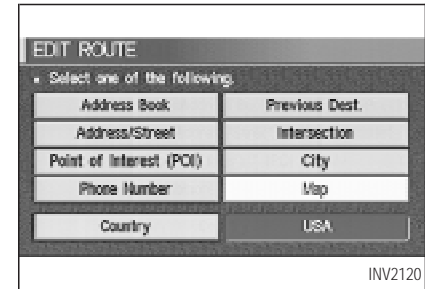 EDIT ROUTE
• Select one of the following.
Address Book Previous Dest.
Address/Street Intersection
Point of Interest (POI) City
Phone Number Map
Country USA
INV2120